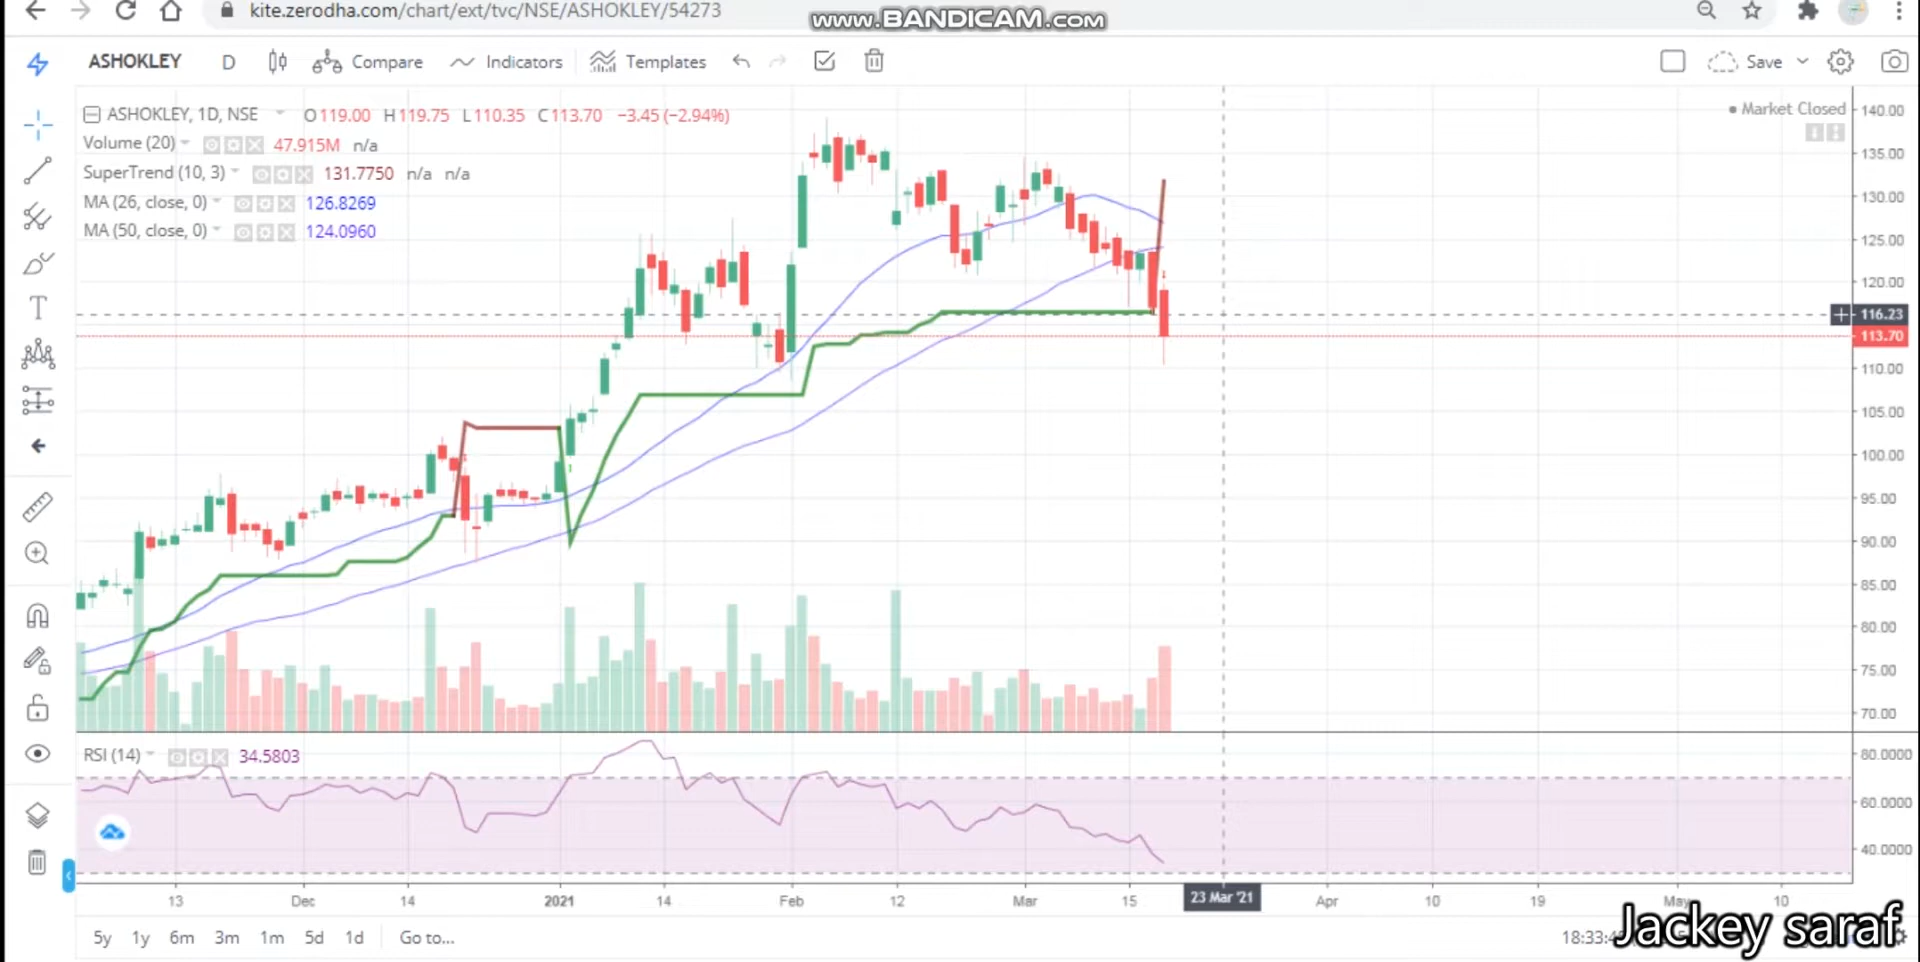 kite.zerodha.com/chart/ext/tvc/NSE/ASHOKLEY/54273
www.BANDICAM.com
ASHOKLEY D Compare Indicators Templates Save
ASHOKLEY, 1D, NSE O119.00 H119.75 L110.35 C113.70 −3.45 (−2.94%)
Market Closed
Volume (20) 47.915M n/a
SuperTrend (10, 3) 131.7750 n/a n/a
MA (26, close, 0) 126.8269
MA (50, close, 0) 124.0960
140.00
135.00
130.00
125.00
120.00
116.23
113.70
110.00
105.00
100.00
95.00
90.00
85.00
80.00
75.00
70.00
RSI (14) 34.5803
80.0000
60.0000
40.0000
13 Dec 14 2021 14 Feb 12 Mar 15 23 Mar '21 Apr 10 19 May 10
5y 1y 6m 3m 1m 5d 1d Go to...
Jackey saraf